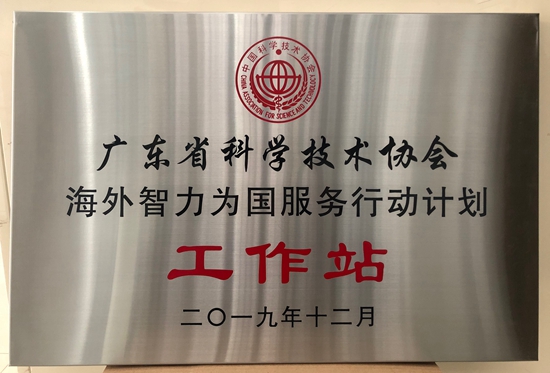 中国科学技术协会
CHINA ASSOCIATION FOR SCIENCE AND TECHNOLOGY
广东省科学技术协会
海外智力为国服务行动计划
工作站
二〇一九年十二月